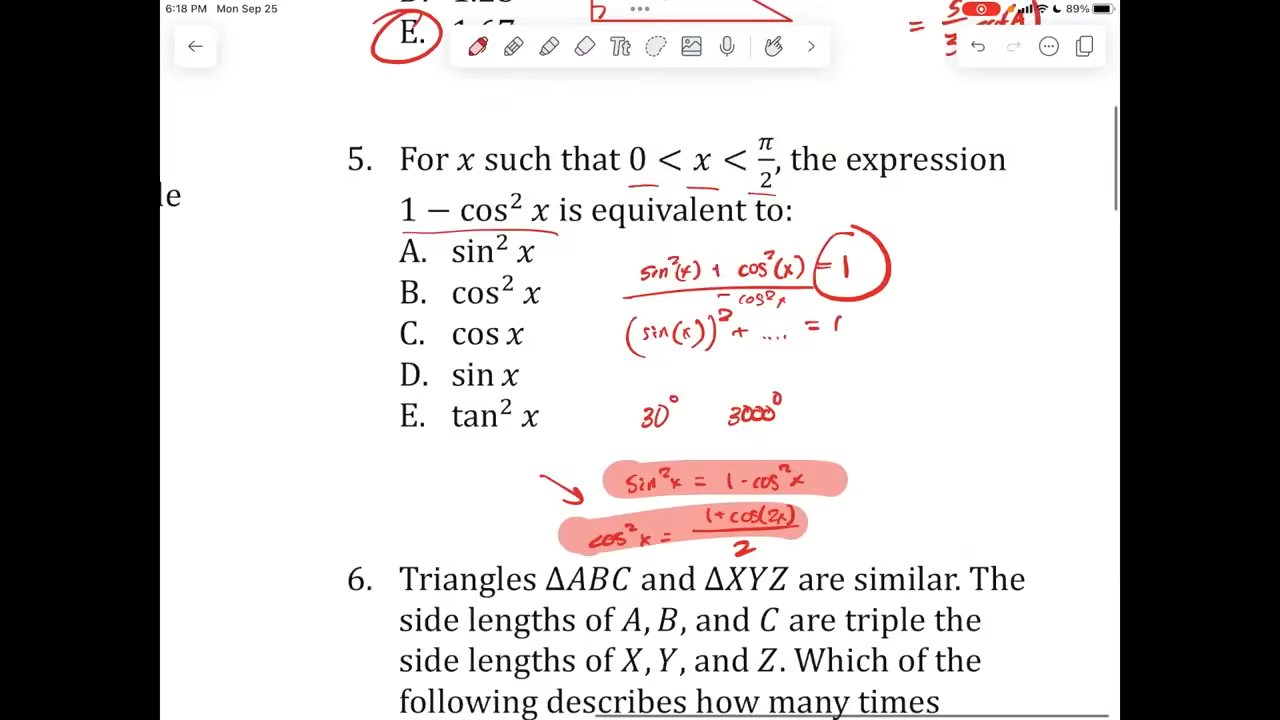 6:18 PM Mon Sep 25
89%
E.
Tt
5. For x such that 0 < x < π/2, the expression
le
1 − cos² x is equivalent to:
A. sin² x
sin²(x) + cos²(x) = 1
B. cos² x
− cos²x
C. cos x
(sin(x))² + .... = 1
D. sin x
E. tan² x
30° 3000°
sin²x = 1 - cos²x
cos²x = (1 + cos(2x))/2
6. Triangles ΔABC and ΔXYZ are similar. The
side lengths of A, B, and C are triple the
side lengths of X, Y, and Z. Which of the
following describes how many times